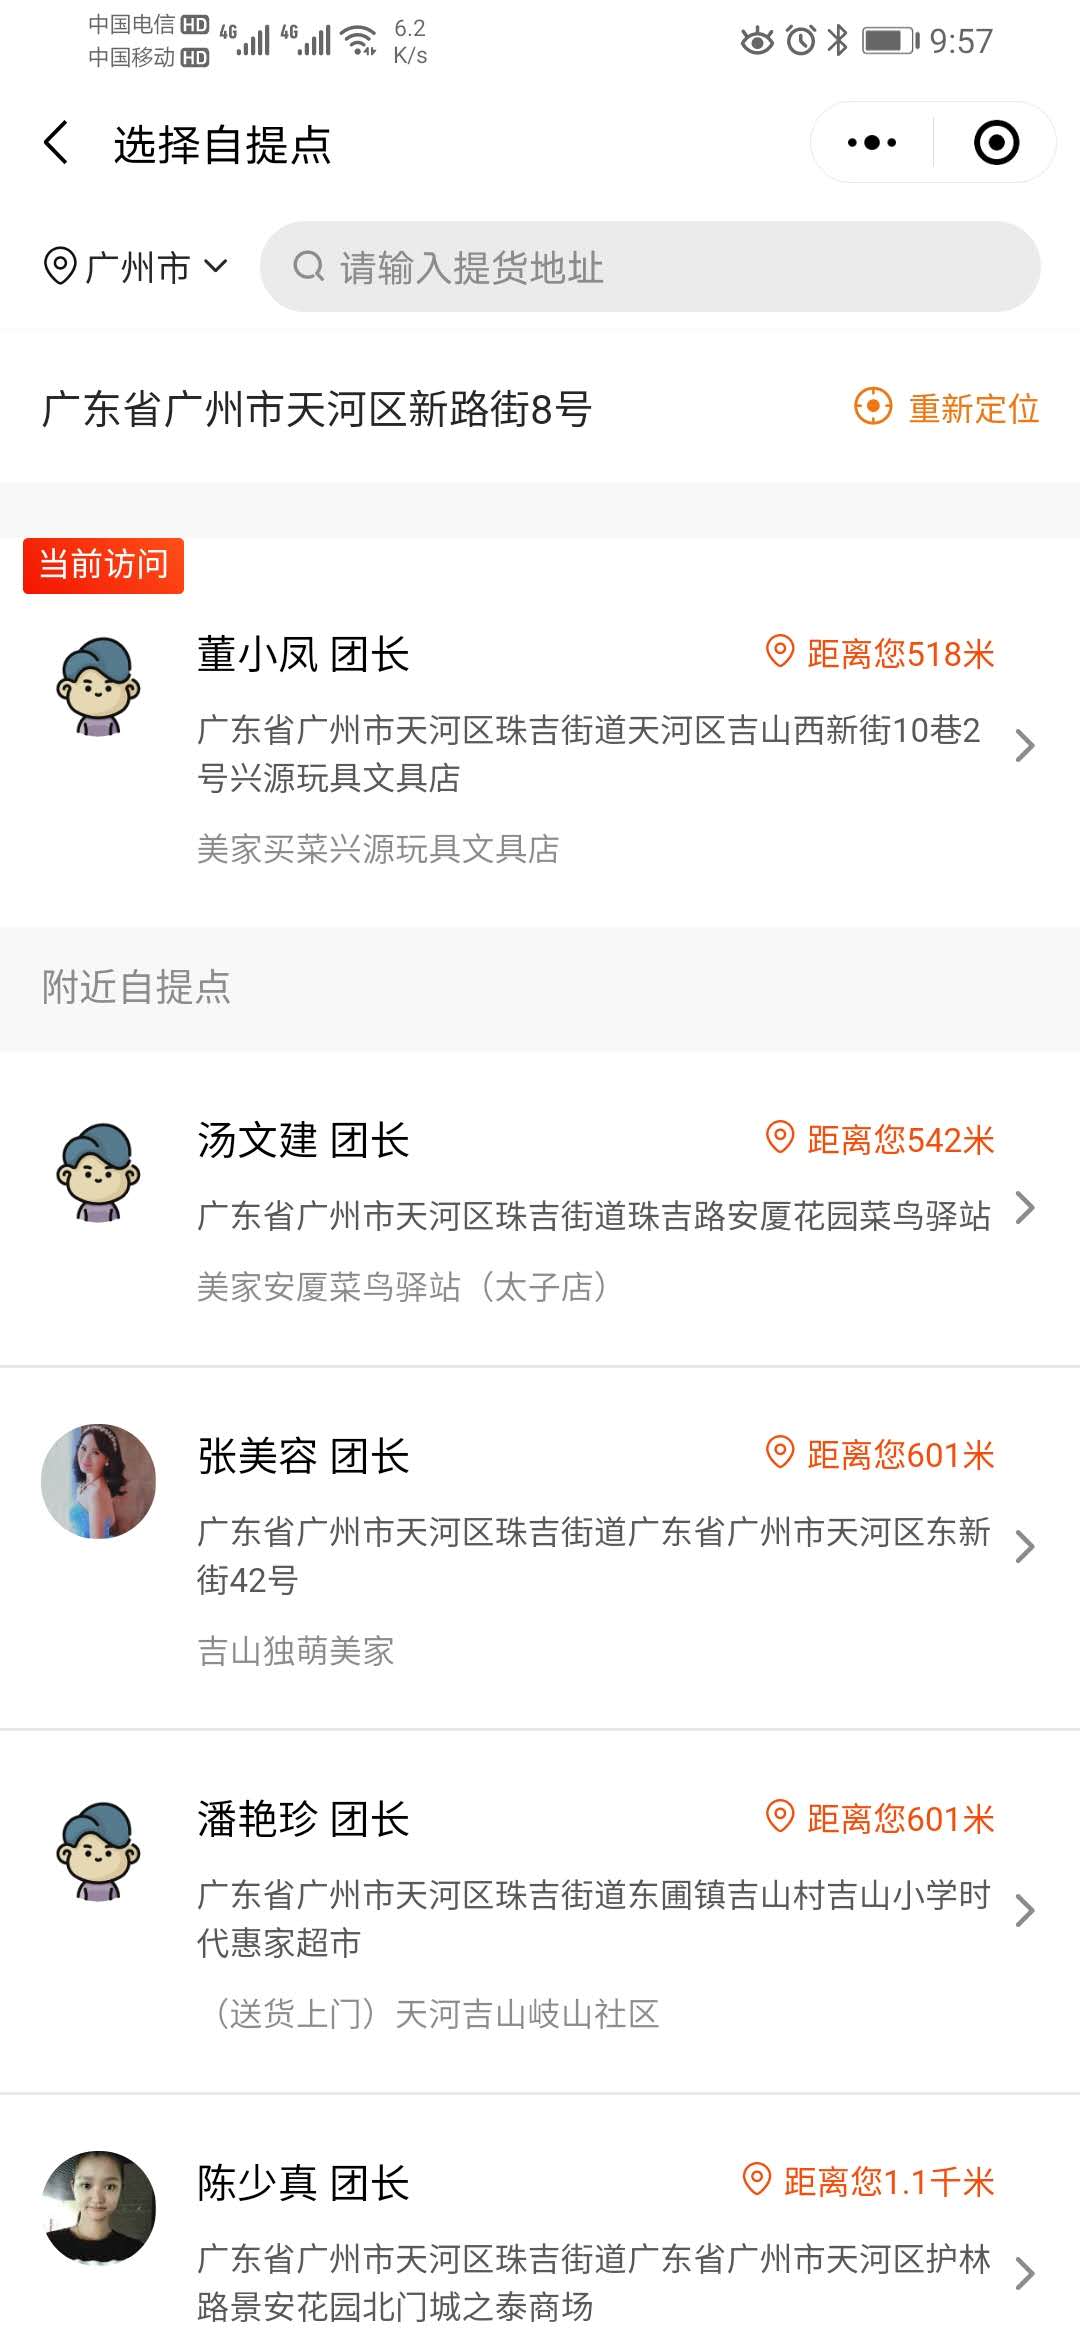 中国电信 HD 4G 4G 6.2 K/s 9:57
中国移动 HD
选择自提点
广州市 请输入提货地址
广东省广州市天河区新路街8号 重新定位
当前访问
董小凤 团长 距离您518米
广东省广州市天河区珠吉街道天河区吉山西新街10巷2
号兴源玩具文具店
美家买菜兴源玩具文具店
附近自提点
汤文建 团长 距离您542米
广东省广州市天河区珠吉街道珠吉路安厦花园菜鸟驿站
美家安厦菜鸟驿站（太子店）
张美容 团长 距离您601米
广东省广州市天河区珠吉街道广东省广州市天河区东新
街42号
吉山独萌美家
潘艳珍 团长 距离您601米
广东省广州市天河区珠吉街道东圃镇吉山村吉山小学时
代惠家超市
（送货上门）天河吉山岐山社区
陈少真 团长 距离您1.1千米
广东省广州市天河区珠吉街道广东省广州市天河区护林
路景安花园北门城之泰商场